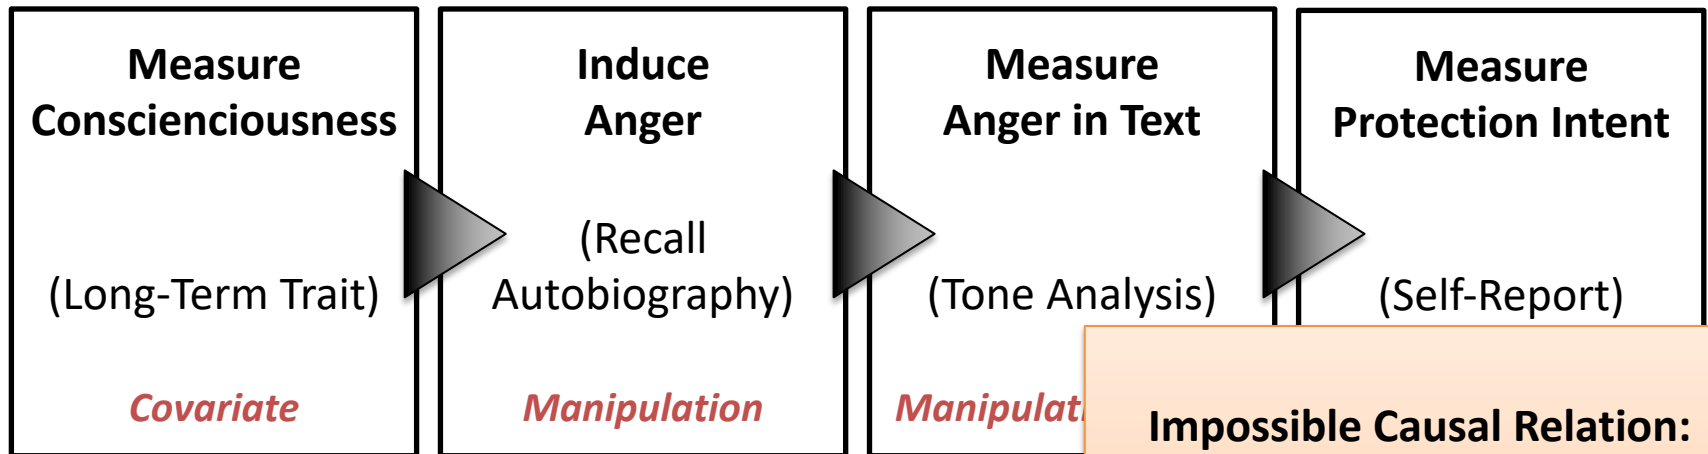 Measure
Conscienciousness
(Long-Term Trait)
Covariate
Induce
Anger
(Recall
Autobiography)
Manipulation
Measure
Anger in Text
(Tone Analysis)
Measure
Protection Intent
(Self-Report)
Impossible Causal Relation: